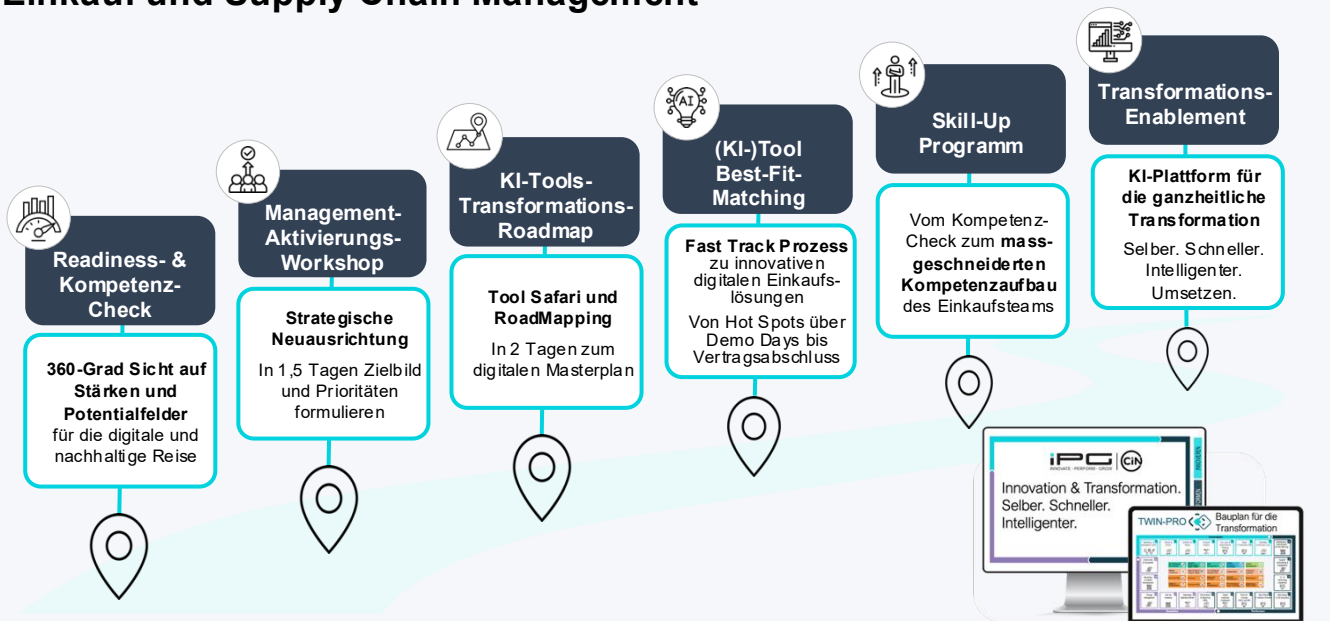 Einkauf und Supply Chain Management
Readiness- &
Kompetenz-
Check
360-Grad Sicht auf
Stärken und
Potentialfelder
für die digitale und
nachhaltige Reise
Management-
Aktivierungs-
Workshop
Strategische
Neuausrichtung
In 1,5 Tagen Zielbild
und Prioritäten
formulieren
KI-Tools-
Transformations-
Roadmap
Tool Safari und
RoadMapping
In 2 Tagen zum
digitalen Masterplan
AI
(KI-)Tool
Best-Fit-
Matching
Fast Track Prozess
zu innovativen
digitalen Einkaufs-
lösungen
Von Hot Spots über
Demo Days bis
Vertragsabschluss
Skill-Up
Programm
Vom Kompetenz-
Check zum mass-
geschneiderten
Kompetenzaufbau
des Einkaufsteams
Transformations-
Enablement
KI-Plattform für
die ganzheitliche
Transformation
Selber. Schneller.
Intelligenter.
Umsetzen.
iPG CiN
INNOVATE · PERFORM · GROW
Innovation & Transformation.
Selber. Schneller.
Intelligenter.
TWIN-PRO
Bauplan für die
Transformation